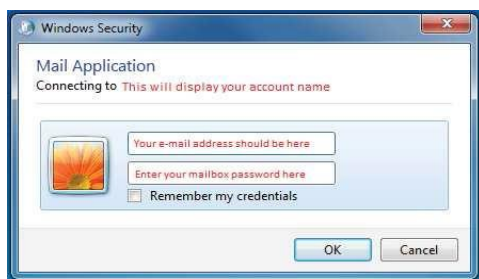 Windows Security
Mail Application
Connecting to This will display your account name
Your e-mail address should be here
Enter your mailbox password here
Remember my credentials
OK Cancel